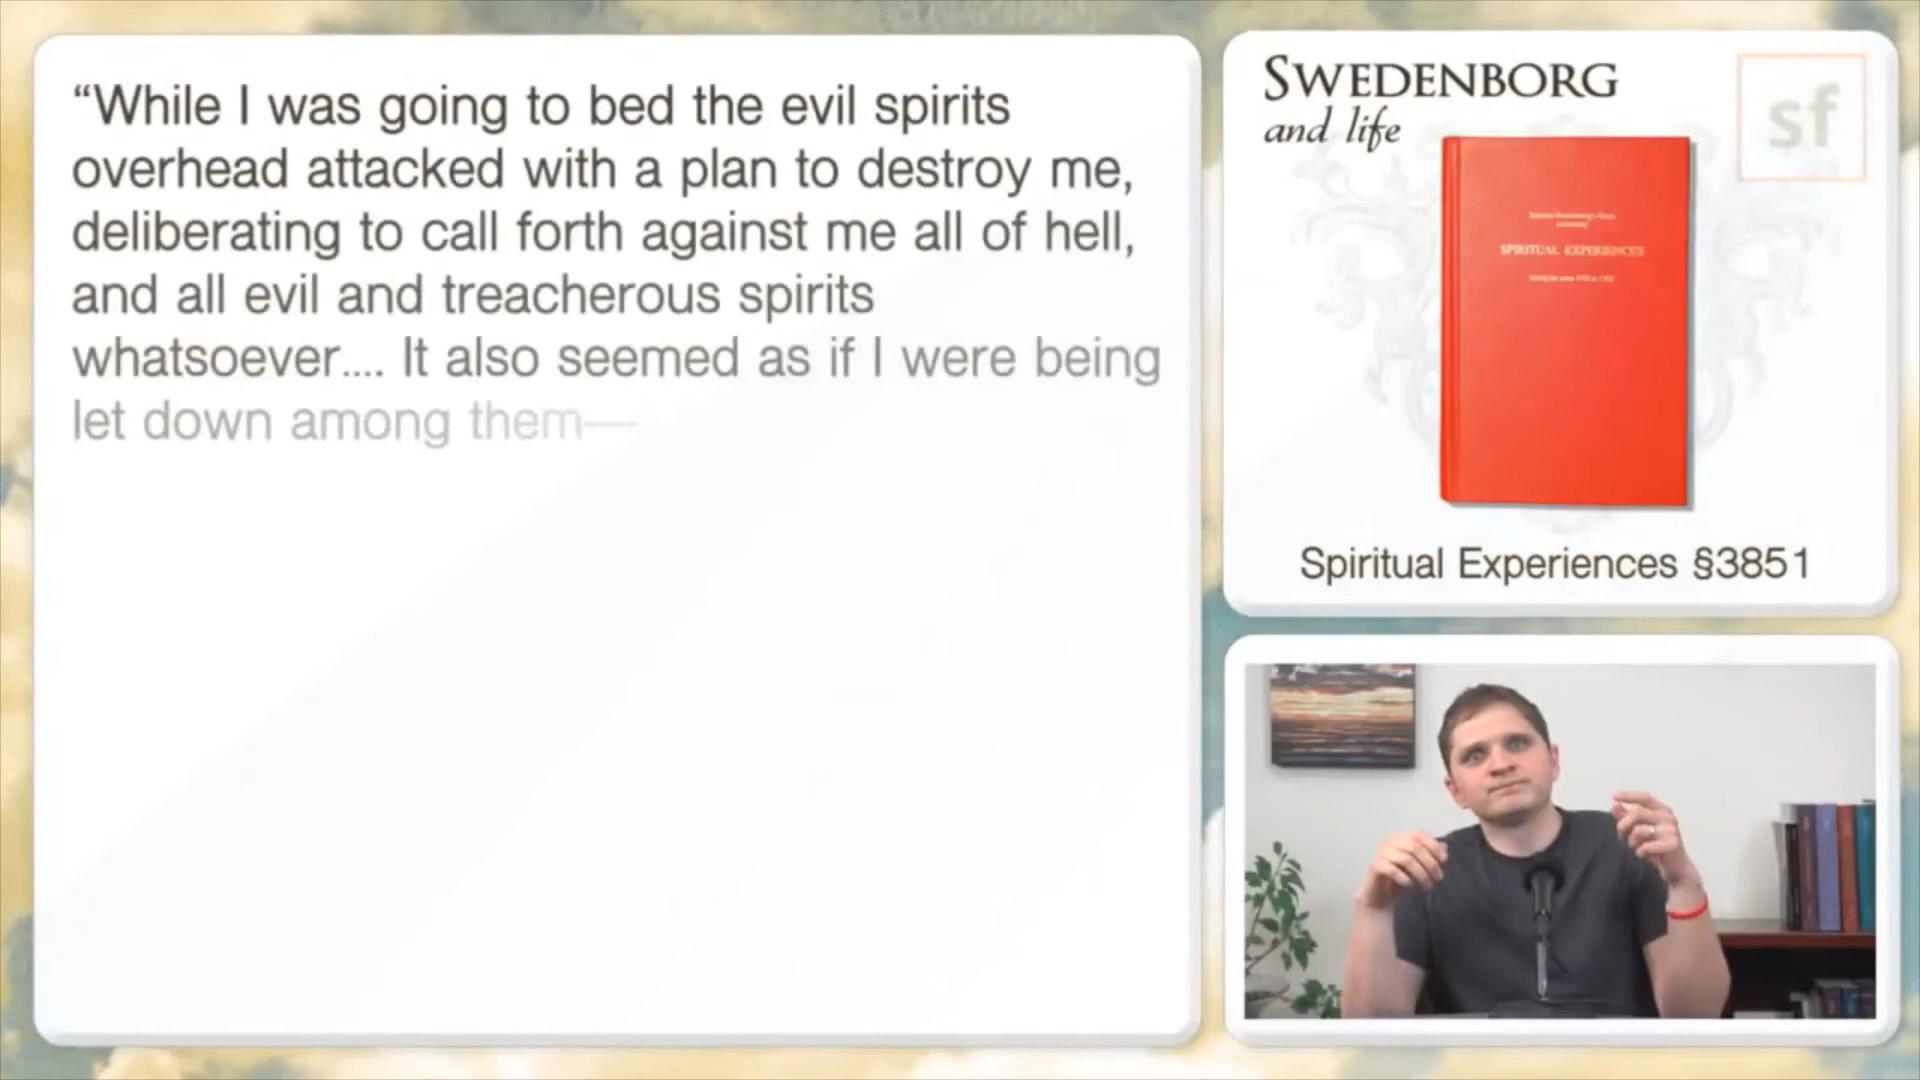 “While I was going to bed the evil spirits
overhead attacked with a plan to destroy me,
deliberating to call forth against me all of hell,
and all evil and treacherous spirits
whatsoever.... It also seemed as if I were being
let down among them—
SWEDENBORG
and life
sf
SPIRITUAL EXPERIENCES
Spiritual Experiences §3851